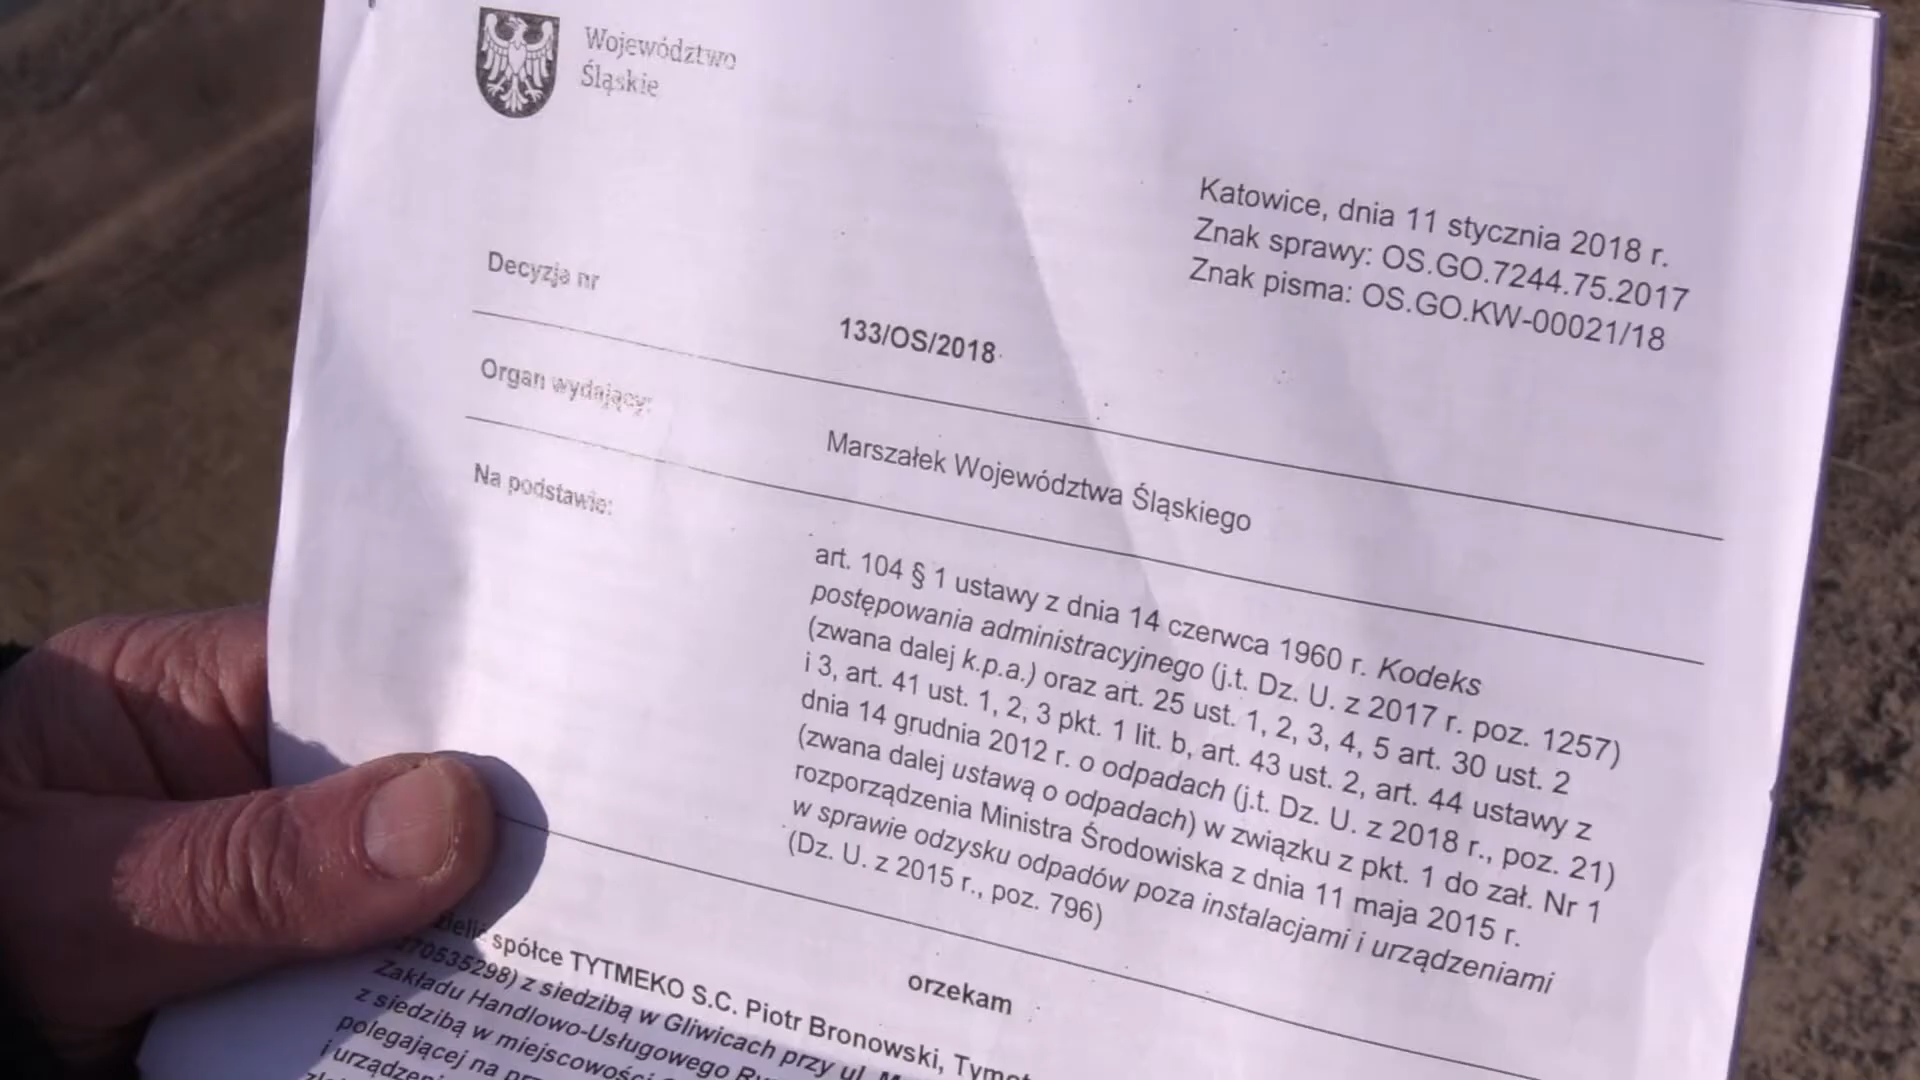 Województwo
Śląskie
Katowice, dnia 11 stycznia 2018 r.
Znak sprawy: OS.GO.7244.75.2017
Znak pisma: OS.GO.KW-00021/18
Decyzja nr
133/OS/2018
Organ wydający:
Marszałek Województwa Śląskiego
Na podstawie:
art. 104 § 1 ustawy z dnia 14 czerwca 1960 r. Kodeks
postępowania administracyjnego (j.t. Dz. U. z 2017 r. poz. 1257)
(zwana dalej k.p.a.) oraz art. 25 ust. 1, 2, 3, 4, 5 art. 30 ust. 2
i 3, art. 41 ust. 1, 2, 3 pkt. 1 lit. b, art. 43 ust. 2, art. 44 ustawy z
dnia 14 grudnia 2012 r. o odpadach (j.t. Dz. U. z 2018 r., poz. 21)
(zwana dalej ustawą o odpadach) w związku z pkt. 1 do zał. Nr 1
rozporządzenia Ministra Środowiska z dnia 11 maja 2015 r.
w sprawie odzysku odpadów poza instalacjami i urządzeniami
(Dz. U. z 2015 r., poz. 796)
orzekam
spółce TYTMEKO S.C. Piotr Bronowski,
70535298) z siedzibą w Gliwicach przy ul.
Zakładu Handlowo-Usługowego
z siedzibą w miejscowości
polegającej na
i